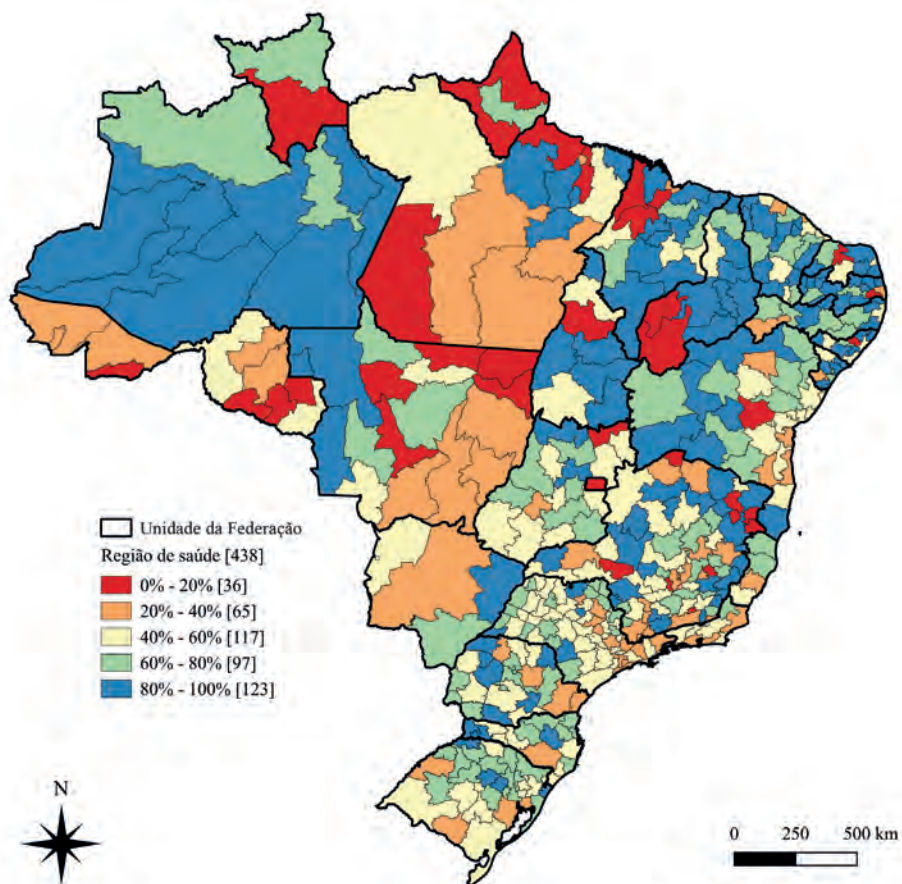 Unidade da Federação
Região de saúde [438]
0% - 20% [36]
20% - 40% [65]
40% - 60% [117]
60% - 80% [97]
80% - 100% [123]
N
0 250 500 km